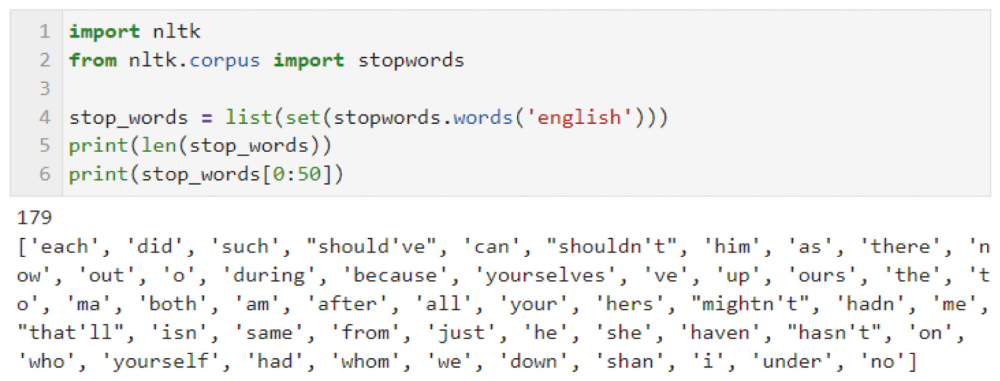 1 import nltk
2 from nltk.corpus import stopwords
3
4 stop_words = list(set(stopwords.words('english')))
5 print(len(stop_words))
6 print(stop_words[0:50])
179
['each', 'did', 'such', "should've", 'can', "shouldn't", 'him', 'as', 'there', 'n
ow', 'out', 'o', 'during', 'because', 'yourselves', 've', 'up', 'ours', 'the', 't
o', 'ma', 'both', 'am', 'after', 'all', 'your', 'hers', "mightn't", 'hadn', 'me',
"that'll", 'isn', 'same', 'from', 'just', 'he', 'she', 'haven', "hasn't", 'on',
'who', 'yourself', 'had', 'whom', 'we', 'down', 'shan', 'i', 'under', 'no']